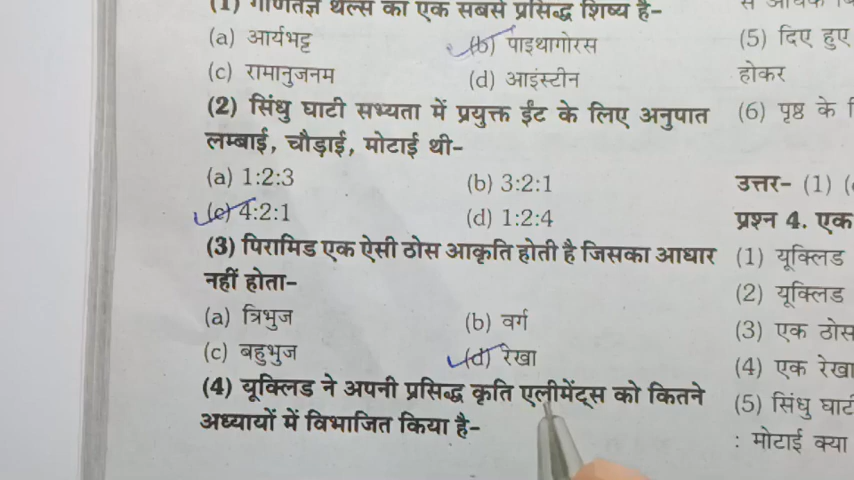 (1) गणितज्ञ थेल्स का एक सबसे प्रसिद्ध शिष्य है-
(a) आर्यभट्ट (b) पाइथागोरस
(c) रामानुजनम (d) आइंस्टीन
(2) सिंधु घाटी सभ्यता में प्रयुक्त ईंट के लिए अनुपात
लम्बाई, चौड़ाई, मोटाई थी-
(a) 1:2:3 (b) 3:2:1
(c) 4:2:1 (d) 1:2:4
(3) पिरामिड एक ऐसी ठोस आकृति होती है जिसका आधार
नहीं होता-
(a) त्रिभुज (b) वर्ग
(c) बहुभुज (d) रेखा
(4) यूक्लिड ने अपनी प्रसिद्ध कृति एलीमेंट्स को कितने
अध्यायों में विभाजित किया है-
से अधिक
(5) दिए हुए
होकर
(6) पृष्ठ के
उत्तर- (1)
प्रश्न 4. एक
(1) यूक्लिड
(2) यूक्लिड
(3) एक ठोस
(4) एक रेखा
(5) सिंधु घाटी
: मोटाई क्या